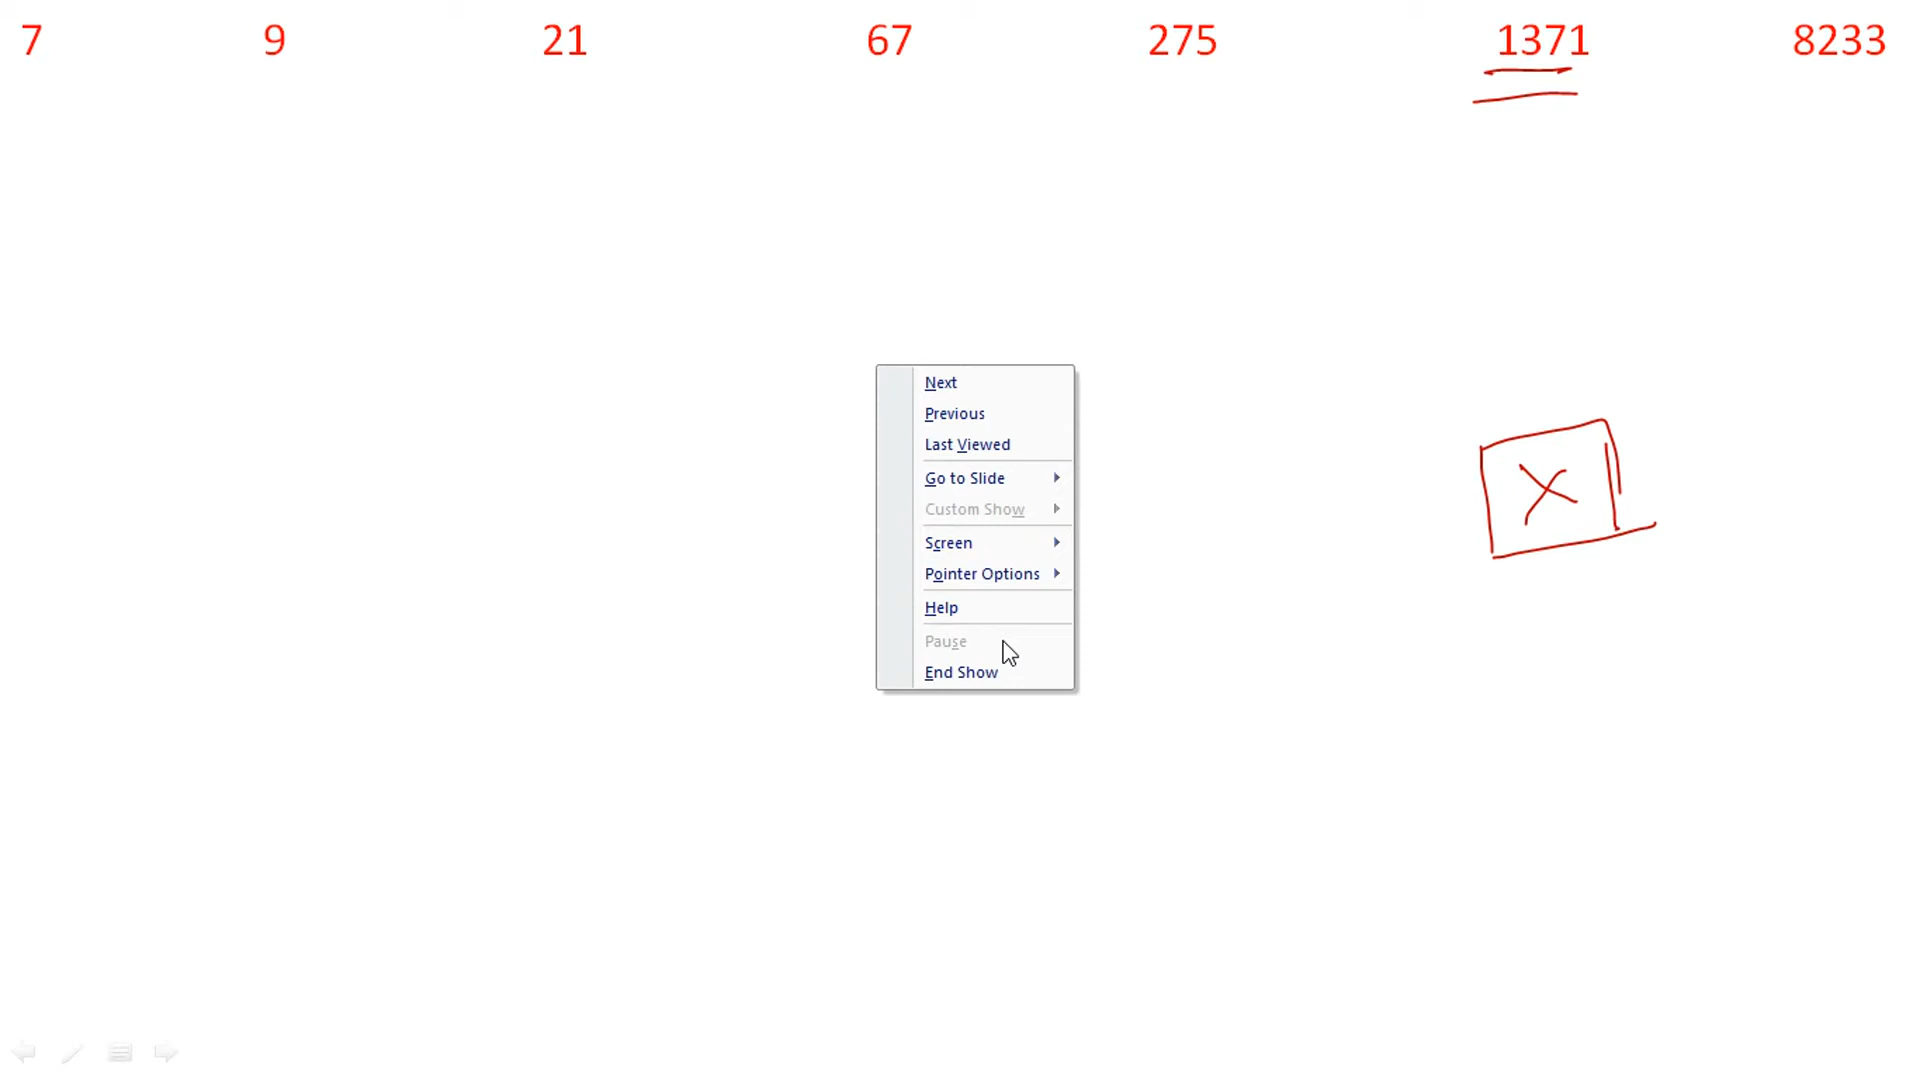 7 9 21 67 275 1371 8233
Next
Previous
Last Viewed
Go to Slide
Custom Show
Screen
Pointer Options
Help
Pause
End Show
X